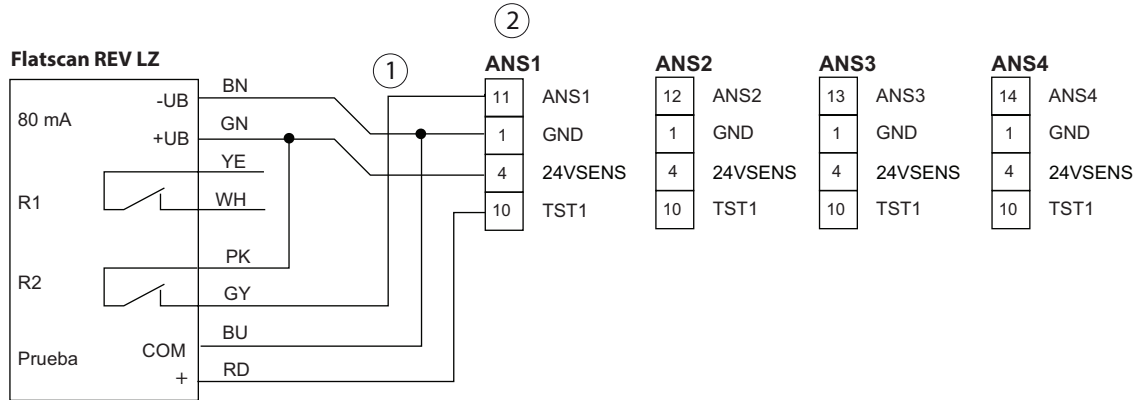 2
Flatscan REV LZ
1
ANS1
ANS2
ANS3
ANS4
80 mA
-UB
BN
11 ANS1
12 ANS2
13 ANS3
14 ANS4
+UB
GN
1 GND
1 GND
1 GND
1 GND
YE
4 24VSENS
4 24VSENS
4 24VSENS
4 24VSENS
R1
WH
10 TST1
10 TST1
10 TST1
10 TST1
PK
R2
GY
BU
Prueba
COM
+
RD